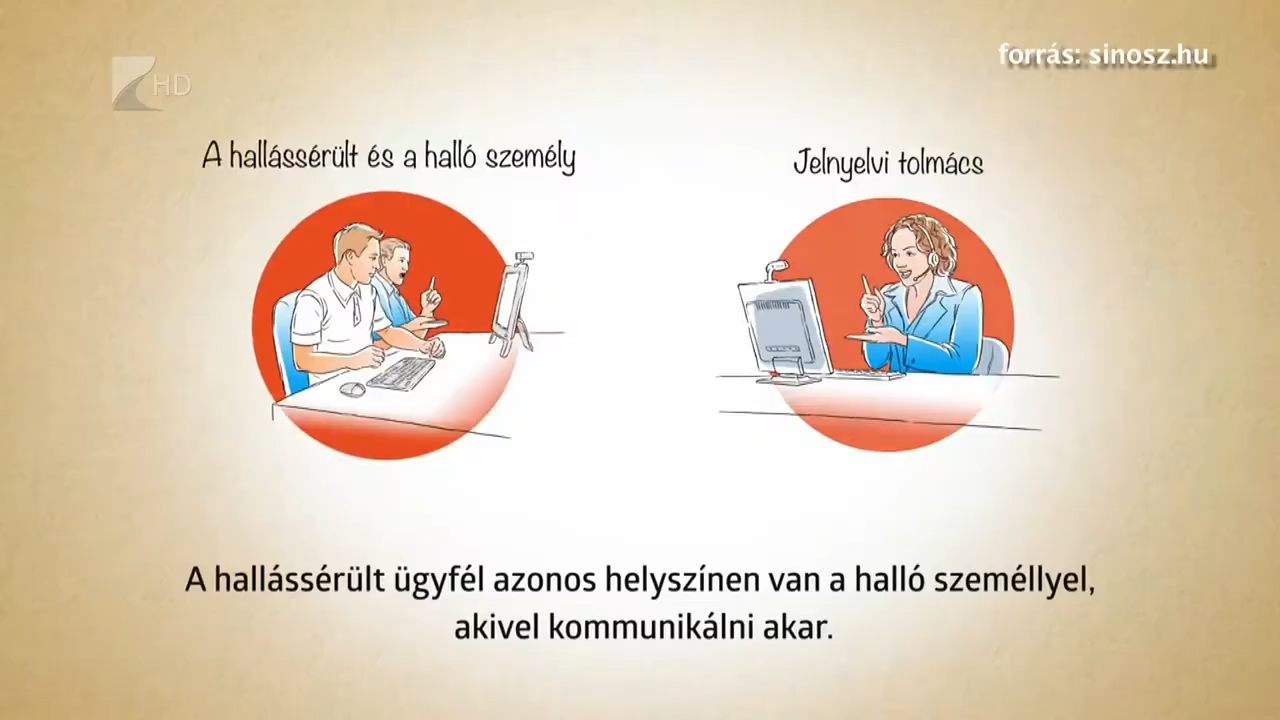 forrás: sinosz.hu
HD
A hallássérült és a halló személy
Jelnyelvi tolmács
A hallássérült ügyfél azonos helyszínen van a halló személlyel,
akivel kommunikálni akar.